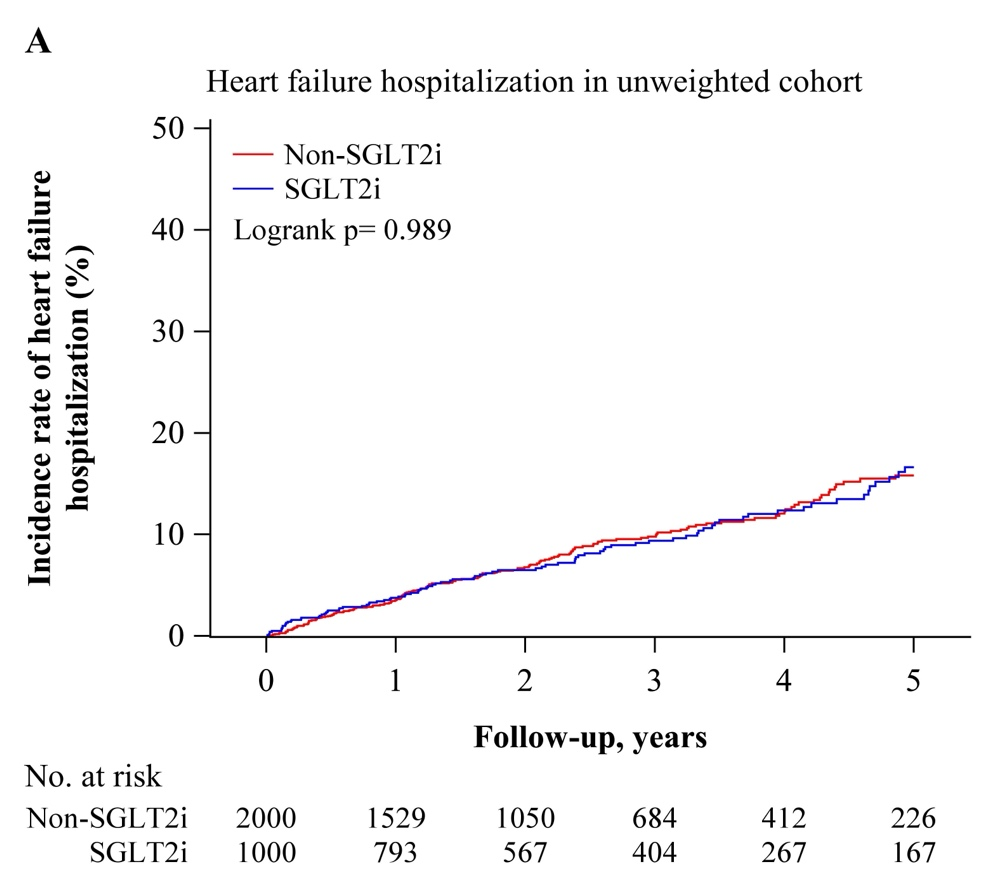 A
Heart failure hospitalization in unweighted cohort
Incidence rate of heart failure
hospitalization (%)
50
40
30
20
10
0
Non-SGLT2i
SGLT2i
Logrank p= 0.989
0 1 2 3 4 5
Follow-up, years
No. at risk
Non-SGLT2i 2000 1529 1050 684 412 226
SGLT2i 1000 793 567 404 267 167